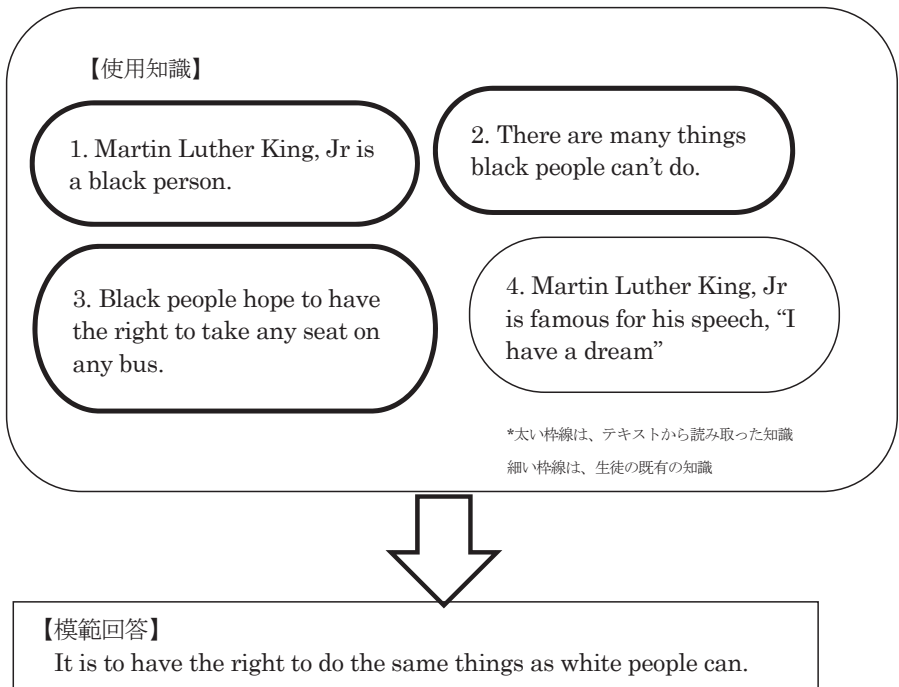 【使用知識】
1. Martin Luther King, Jr is
a black person.
2. There are many things
black people can’t do.
3. Black people hope to have
the right to take any seat on
any bus.
4. Martin Luther King, Jr
is famous for his speech, “I
have a dream”
*太い枠線は、テキストから読み取った知識
細い枠線は、生徒の既有の知識
【模範回答】
It is to have the right to do the same things as white people can.